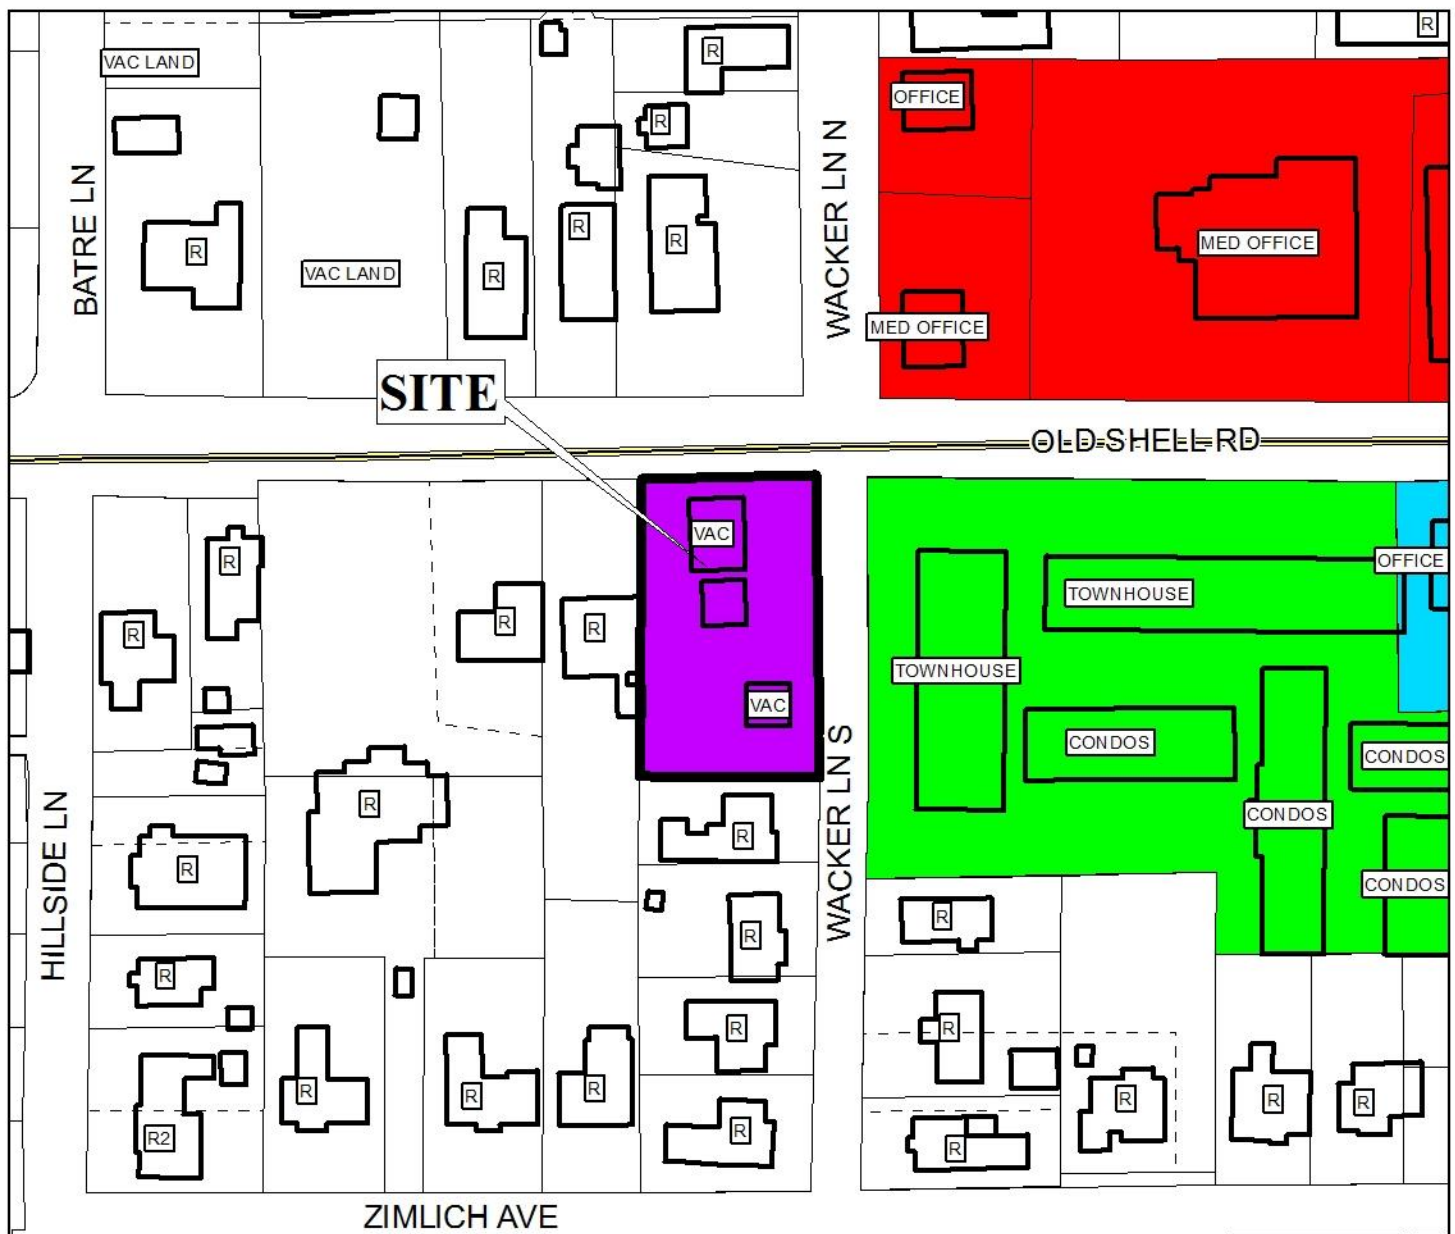 R
R
VAC LAND
OFFICE
R
BATRE LN
WACKER LN N
R
R
R
R
VAC LAND
MED OFFICE
MED OFFICE
SITE
OLD SHELL RD
VAC
R
OFFICE
TOWNHOUSE
R
R
R
TOWNHOUSE
VAC
CONDOS
CONDOS
R
CONDOS
HILLSIDE LN
WACKER LN S
R
R
CONDOS
R
R
R
R
R
R
R
R
R
R
R
R
R2
R
R
ZIMLICH AVE